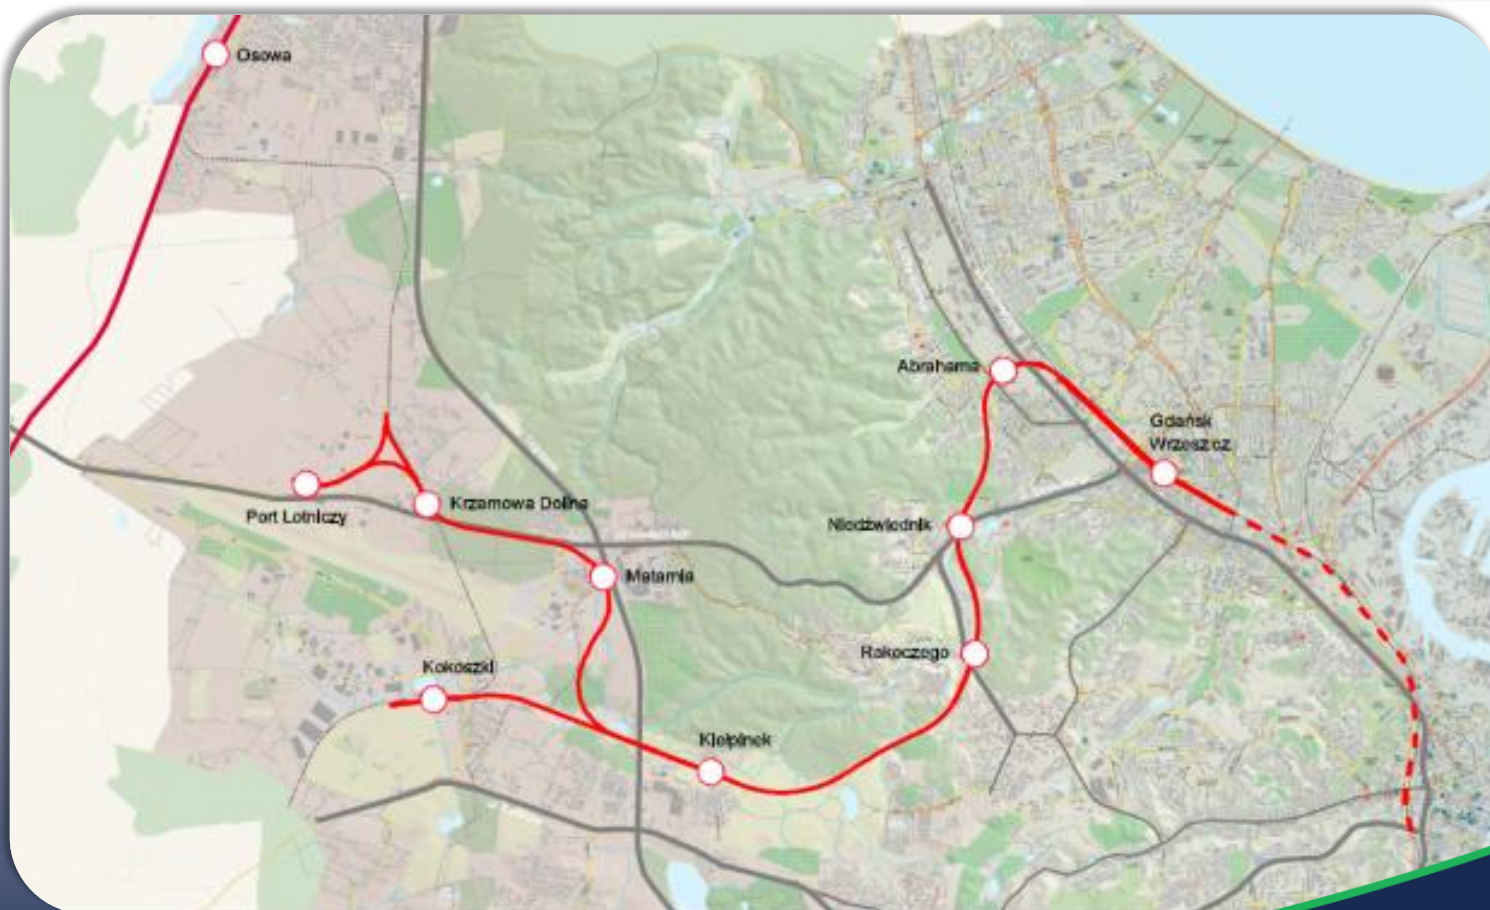 Osowa
Abrahama
Gdańsk
Wrzeszcz
Port Lotniczy
Krzemowa Dolina
Niedźwiednik
Matarnia
Rakoczego
Kokoszki
Kiełpinek